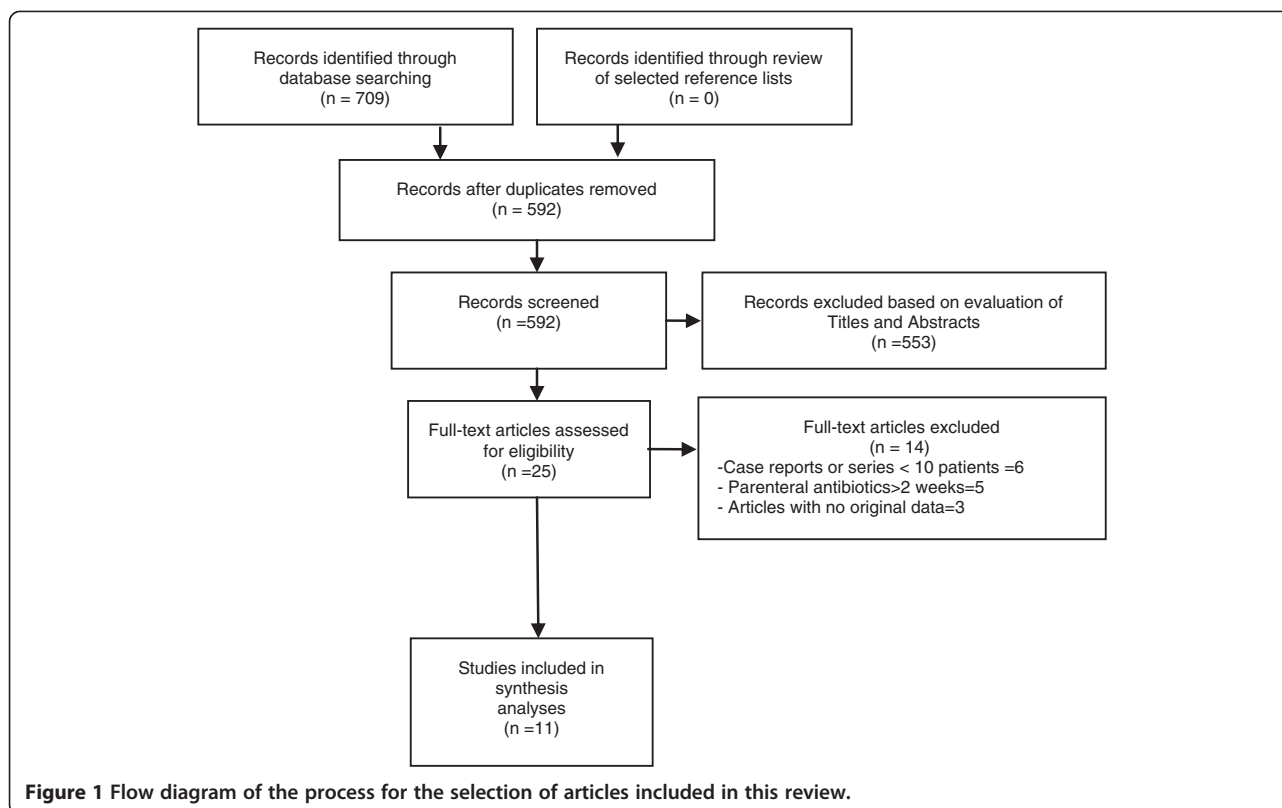 Records identified through
database searching
(n = 709)
Records identified through review
of selected reference lists
(n = 0)
Records after duplicates removed
(n = 592)
Records screened
(n =592)
Records excluded based on evaluation of
Titles and Abstracts
(n =553)
Full-text articles assessed
for eligibility
(n =25)
Full-text articles excluded
(n = 14)
-Case reports or series < 10 patients =6
- Parenteral antibiotics>2 weeks=5
- Articles with no original data=3
Studies included in
synthesis
analyses
(n =11)
Figure 1 Flow diagram of the process for the selection of articles included in this review.